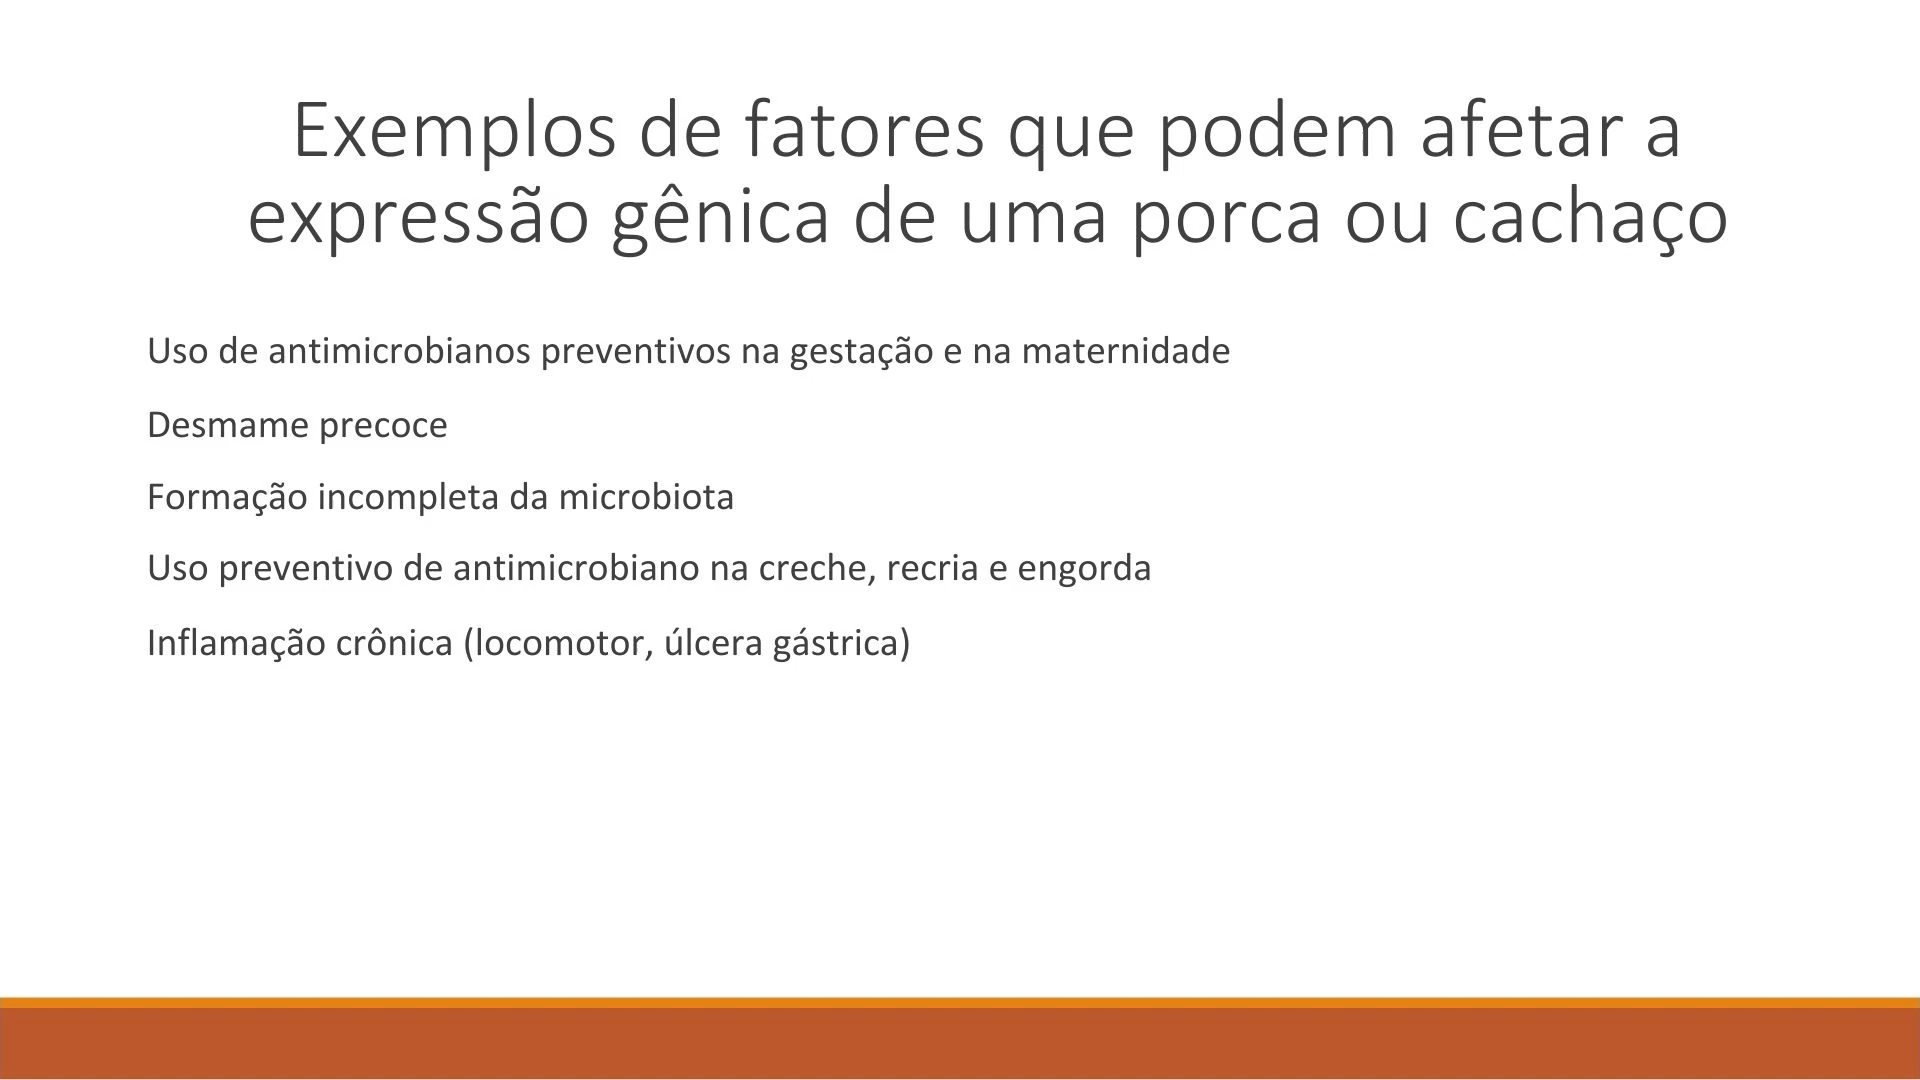 Exemplos de fatores que podem afetar a
expressão gênica de uma porca ou cachaço
Uso de antimicrobianos preventivos na gestação e na maternidade
Desmame precoce
Formação incompleta da microbiota
Uso preventivo de antimicrobiano na creche, recria e engorda
Inflamação crônica (locomotor, úlcera gástrica)